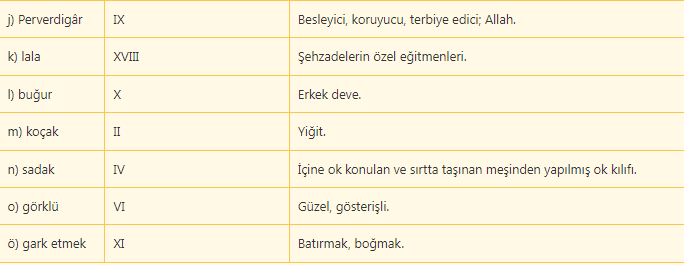 j) Perverdigâr IX Besleyici, koruyucu, terbiye edici; Allah.
k) lala XVIII Şehzadelerin özel eğitmenleri.
l) buğur X Erkek deve.
m) koçak II Yiğit.
n) sadak IV İçine ok konulan ve sırtta taşınan meşinden yapılmış ok kılıfı.
o) görklü VI Güzel, gösterişli.
ö) gark etmek XI Batırmak, boğmak.